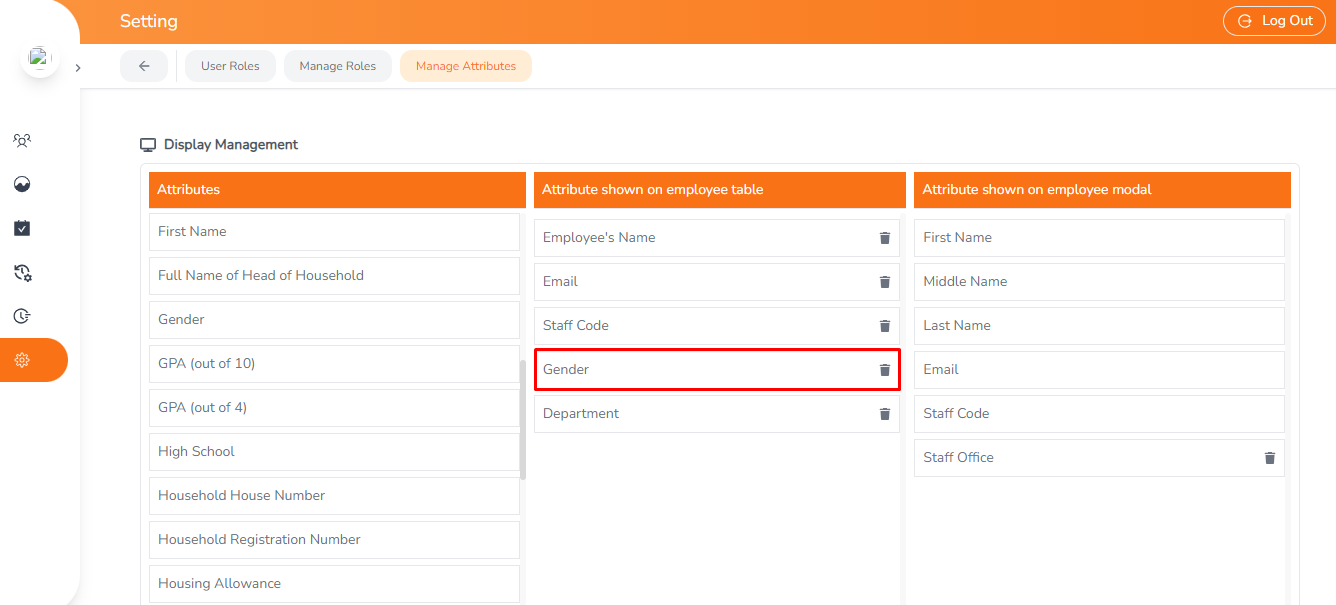 Setting
Log Out
User Roles
Manage Roles
Manage Attributes
Display Management
Attributes
First Name
Full Name of Head of Household
Gender
GPA (out of 10)
GPA (out of 4)
High School
Household House Number
Household Registration Number
Housing Allowance
Attribute shown on employee table
Employee's Name
Email
Staff Code
Gender
Department
Attribute shown on employee modal
First Name
Middle Name
Last Name
Email
Staff Code
Staff Office